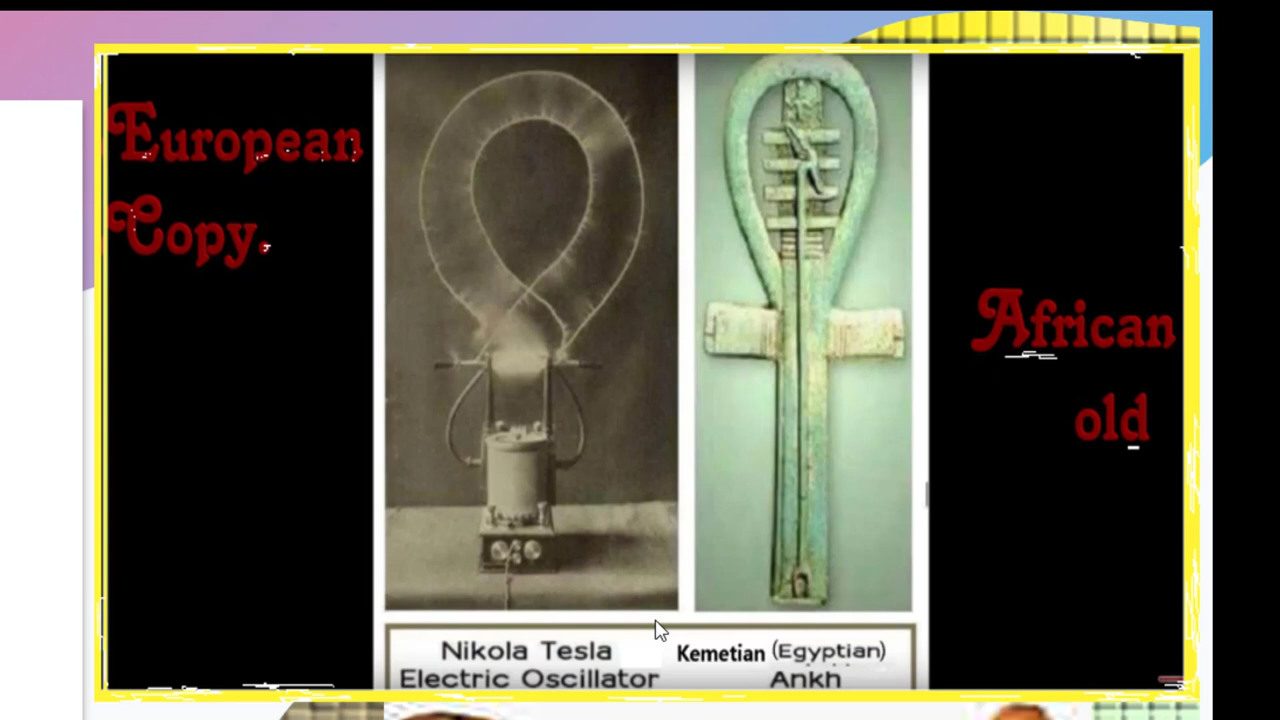 European
Copy.
African
old
Nikola Tesla
Electric Oscillator
Kemetian (Egyptian)
Ankh